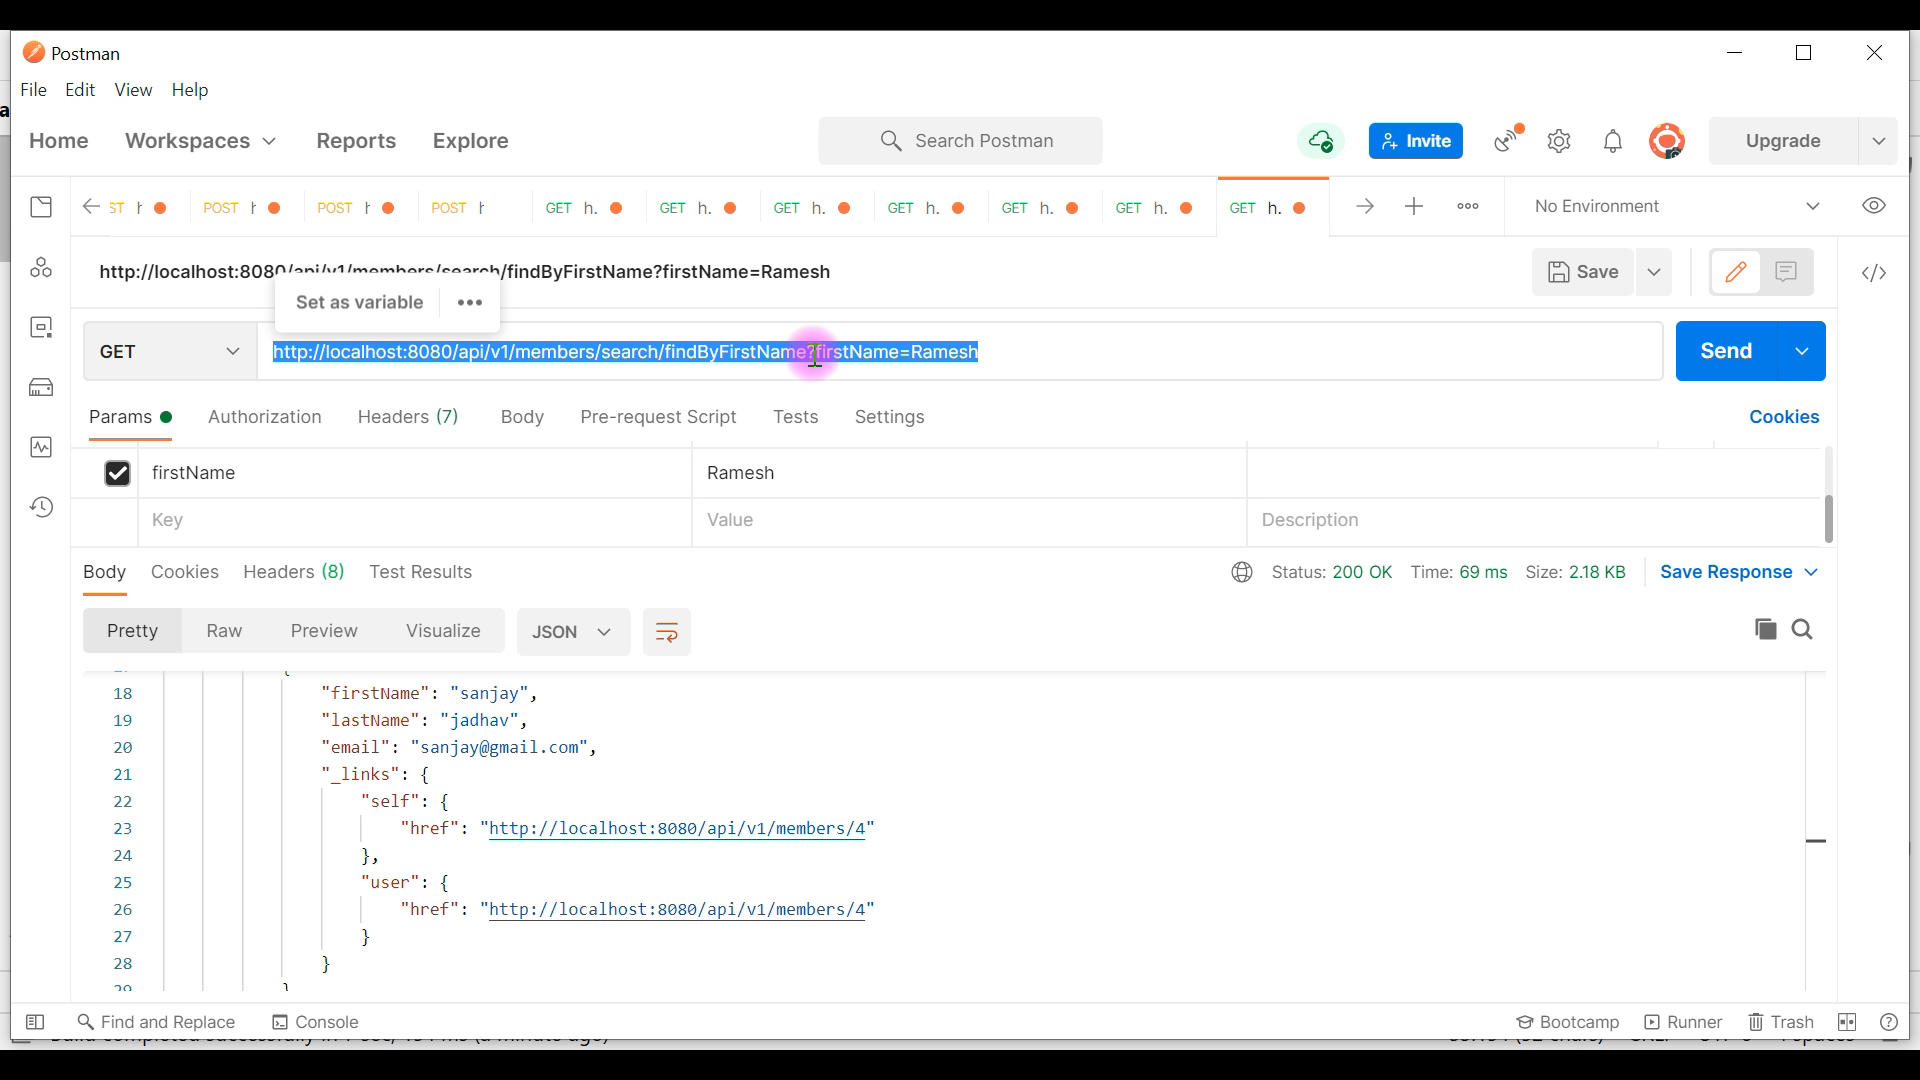 Postman
File Edit View Help
Home Workspaces Reports Explore Search Postman Invite Upgrade
ST h POST h POST h POST h GET h. GET h. GET h. GET h. GET h. GET h. GET h. No Environment
http://localhost:8080/api/v1/members/search/findByFirstName?firstName=Ramesh Save
Set as variable
GET http://localhost:8080/api/v1/members/search/findByFirstName?firstName=Ramesh Send
Params Authorization Headers (7) Body Pre-request Script Tests Settings Cookies
firstName Ramesh
Key Value Description
Body Cookies Headers (8) Test Results Status: 200 OK Time: 69 ms Size: 2.18 KB Save Response
Pretty Raw Preview Visualize JSON
18 "firstName": "sanjay",
19 "lastName": "jadhav",
20 "email": "sanjay@gmail.com",
21 "_links": {
22 "self": {
23 "href": "http://localhost:8080/api/v1/members/4"
24 },
25 "user": {
26 "href": "http://localhost:8080/api/v1/members/4"
27 }
28 }
29 }
Find and Replace Console Bootcamp Runner Trash